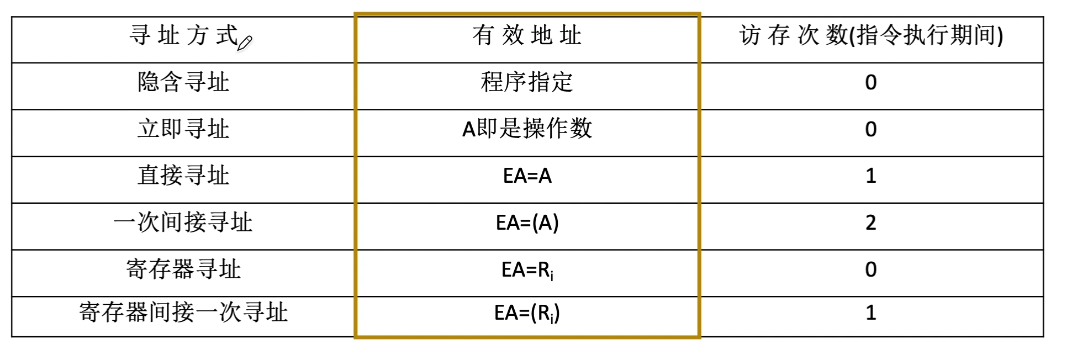 寻址方式 有效地址 访存次数(指令执行期间)
隐含寻址 程序指定 0
立即寻址 A即是操作数 0
直接寻址 EA=A 1
一次间接寻址 EA=(A) 2
寄存器寻址 EA=Ri 0
寄存器间接一次寻址 EA=(Ri) 1